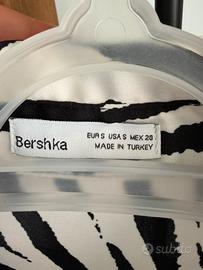 Bershka
EUR S USA S MEX 26
MADE IN TURKEY
subito